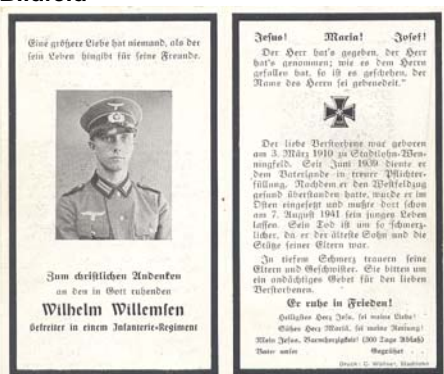 Eine größere Liebe hat niemand, als der
sein Leben hingibt für seine Freunde.
Zum christlichen Andenken
an den in Gott ruhenden
Wilhelm Willemsen
Gefreiter in einem Infanterie-Regiment
Jesus! Maria! Josef!
Der Herr hat's gegeben, der Herr
hat's genommen; wie es dem Herrn
gefallen hat, so ist es geschehen, der
Name des Herrn sei gebenedeit."
Der liebe Verstorbene war geboren
am 3. März 1910 zu Stadtlohn-Wen-
ningfeld. Seit Juni 1939 diente er
dem Vaterlande in treuer Pflichter-
füllung. Nachdem er den Westfeldzug
gesund überstanden hatte, wurde er im
Osten eingesetzt und mußte dort schon
am 7. August 1941 sein junges Leben
lassen. Sein Tod ist um so schmerz-
licher, da er der älteste Sohn und die
Stütze seiner Eltern war.
In tiefem Schmerz trauern seine
Eltern und Geschwister. Sie bitten um
ein andächtiges Gebet für den lieben
Verstorbenen.
Er ruhe in Frieden!
Heiligstes Herz Jesu, sei meine Liebe!
Süßes Herz Mariä, sei meine Rettung!
Mein Jesus, Barmherzigkeit! (300 Tage Ablaß)
Vater unser Gegrüßet . .
Druck: C.